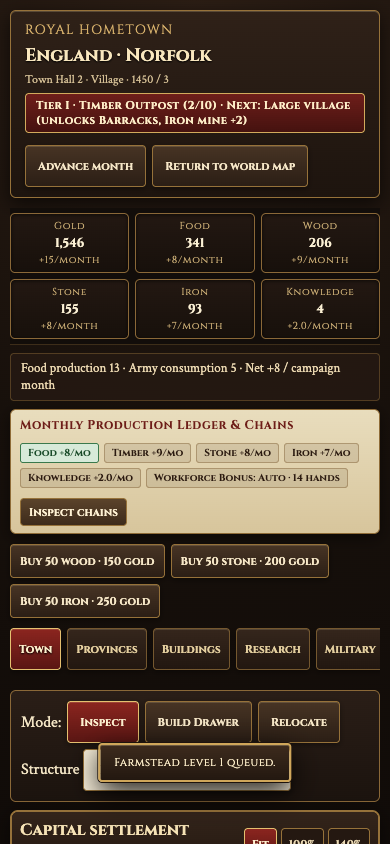 Royal Hometown
England · Norfolk
Town Hall 2 · Village · 1450 / 3
Tier I · Timber Outpost (2/10) · Next: Large village
(unlocks Barracks, Iron mine +2)
Advance month
Return to world map
Gold
1,546
+15/month
Food
341
+8/month
Wood
206
+9/month
Stone
155
+8/month
Iron
93
+7/month
Knowledge
4
+2.0/month
Food production 13 · Army consumption 5 · Net +8 / campaign
month
Monthly Production Ledger & Chains
Food +8/mo
Timber +9/mo
Stone +8/mo
Iron +7/mo
Knowledge +2.0/mo
Workforce Bonus: Auto · 14 hands
Inspect chains
Buy 50 wood · 150 gold
Buy 50 stone · 200 gold
Buy 50 iron · 250 gold
Town
Provinces
Buildings
Research
Military
Mode:
Inspect
Build Drawer
Relocate
Structure
Farmstead level 1 queued.
Capital settlement
Fit
100%
140%